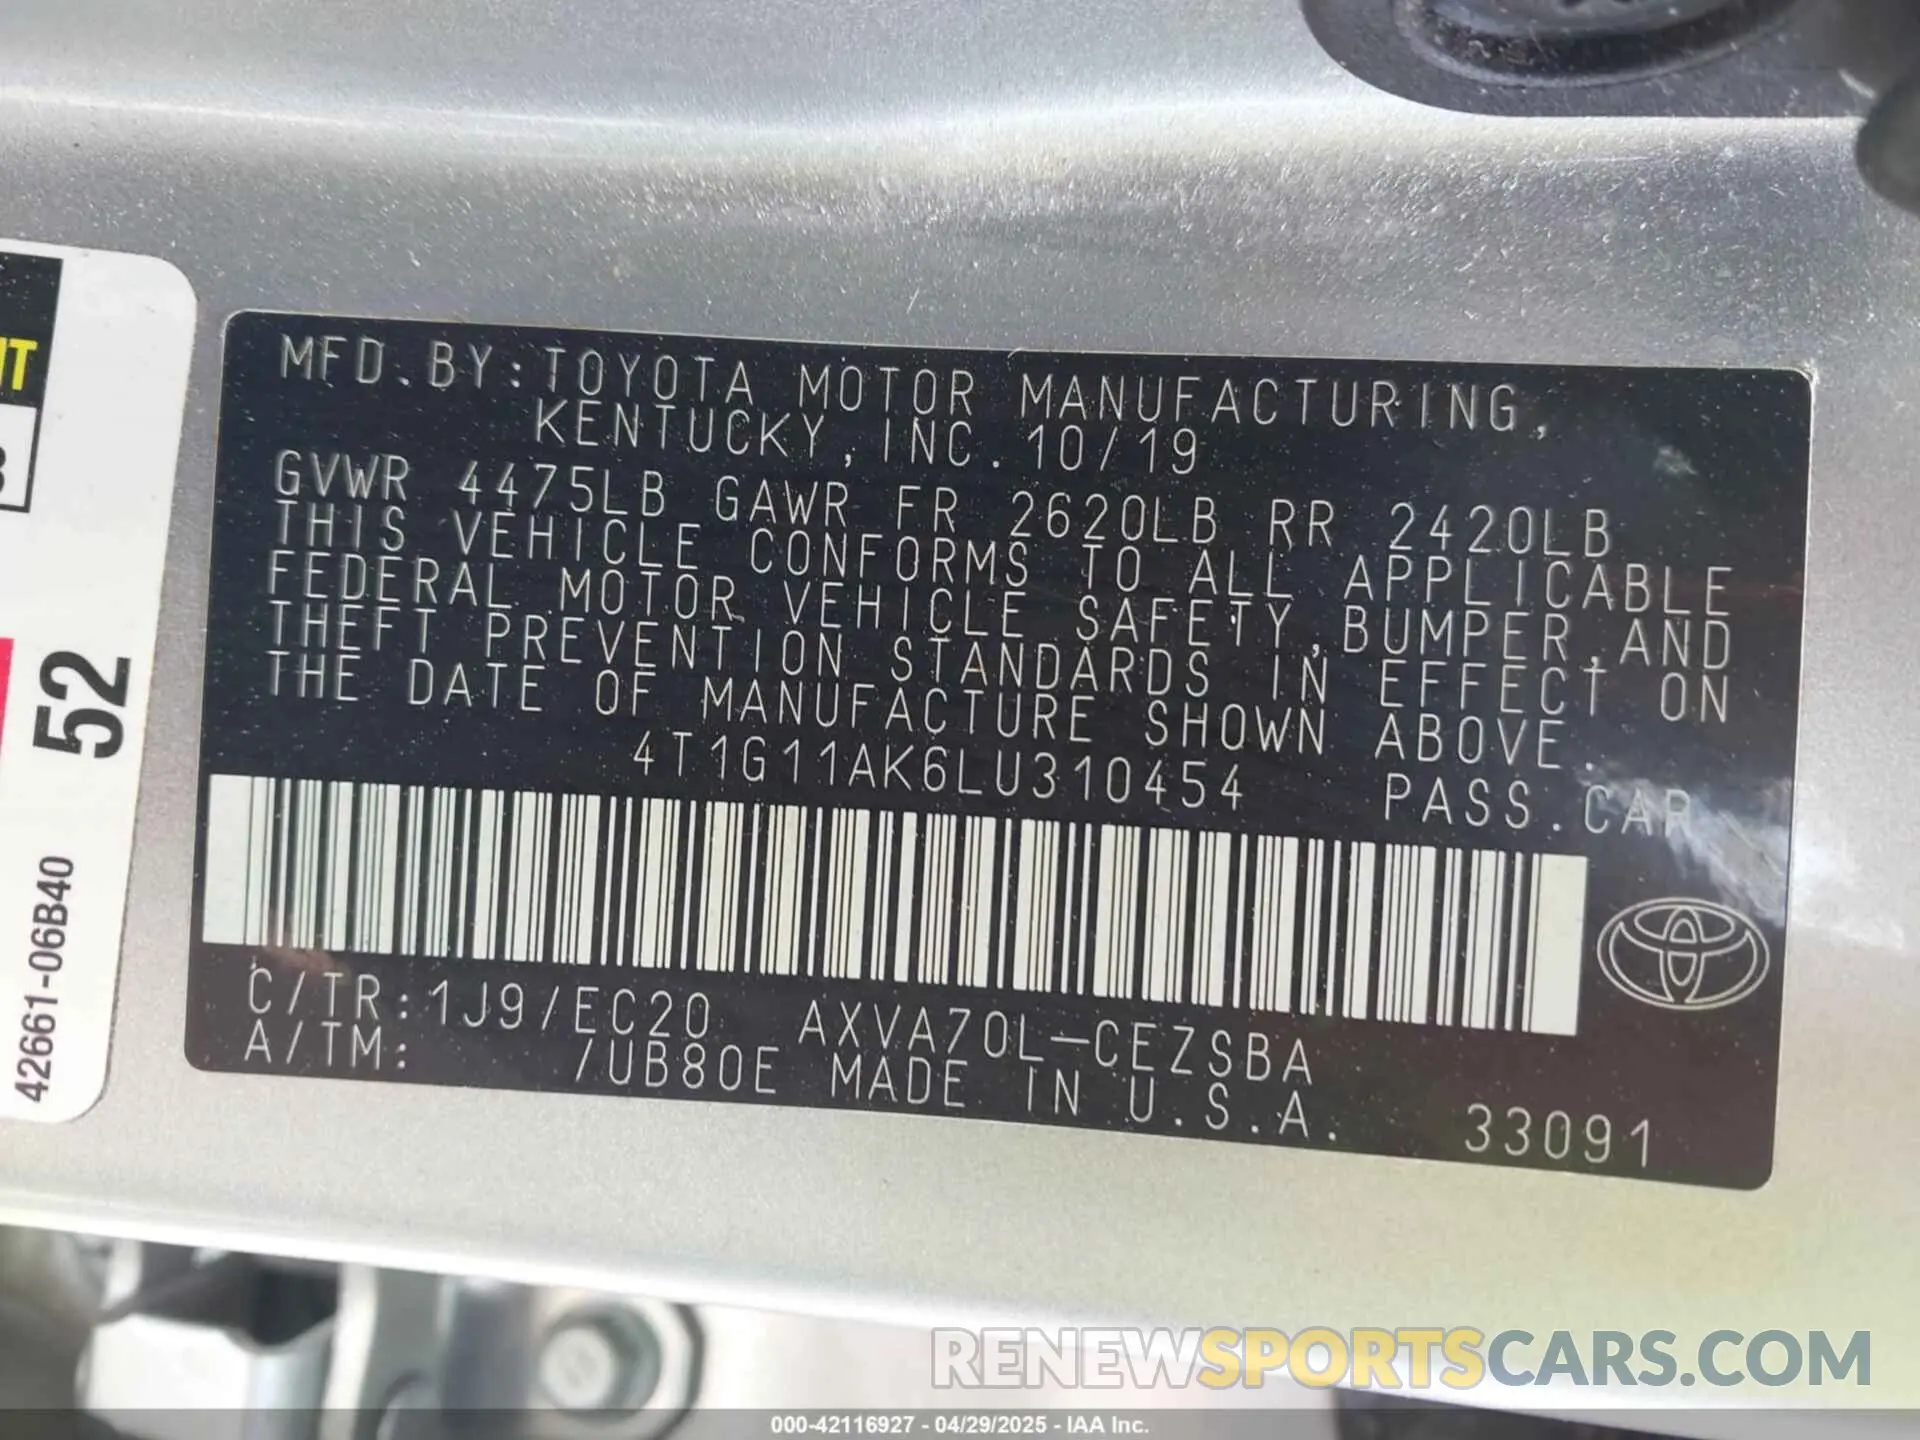 MFD.BY:TOYOTA MOTOR MANUFACTURING,
KENTUCKY, INC. 10/19
GVWR 4475LB GAWR FR 2620LB RR 2420LB
THIS VEHICLE CONFORMS TO ALL APPLICABLE
FEDERAL MOTOR VEHICLE SAFETY,BUMPER,AND
THEFT PREVENTION STANDARDS IN EFFECT ON
THE DATE OF MANUFACTURE SHOWN ABOVE.
4T1G11AK6LU310454 PASS.CAR
C/TR:1J9/EC20 AXVA70L-CEZSBA
A/TM: /UB80E MADE IN U.S.A.
33091
52
42661-06B40
RENEWSPORTSCARS.COM
000-42116927 - 04/29/2025 - IAA Inc.